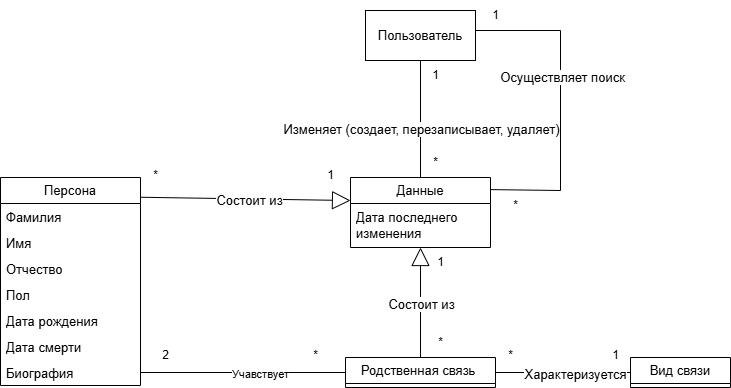 1
Пользователь
Осуществляет поиск
1
Изменяет (создает, перезаписывает, удаляет)
*
*
1
Персона
Данные
*
Состоит из
Фамилия
Дата последнего
изменения
Имя
1
Отчество
Пол
Состоит из
Дата рождения
*
Дата смерти
2
*
*
1
Биография
Учавствует
Родственная связь
Характеризуется
Вид связи